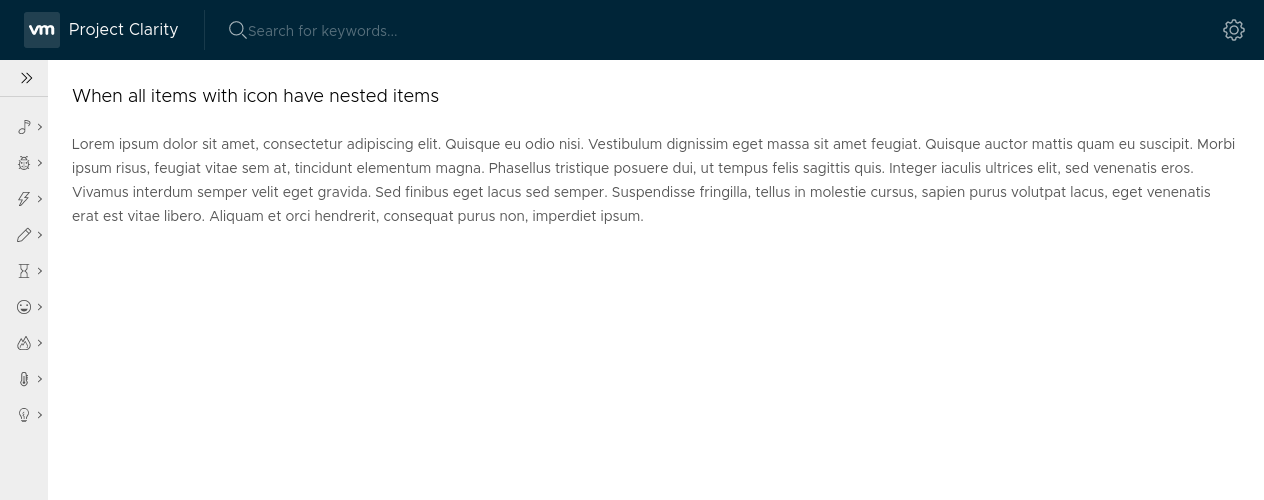 vm Project Clarity Search for keywords...
When all items with icon have nested items
Lorem ipsum dolor sit amet, consectetur adipiscing elit. Quisque eu odio nisi. Vestibulum dignissim eget massa sit amet feugiat. Quisque auctor mattis quam eu suscipit. Morbi
ipsum risus, feugiat vitae sem at, tincidunt elementum magna. Phasellus tristique posuere dui, ut tempus felis sagittis quis. Integer iaculis ultrices elit, sed venenatis eros.
Vivamus interdum semper velit eget gravida. Sed finibus eget lacus sed semper. Suspendisse fringilla, tellus in molestie cursus, sapien purus volutpat lacus, eget venenatis
erat est vitae libero. Aliquam et orci hendrerit, consequat purus non, imperdiet ipsum.